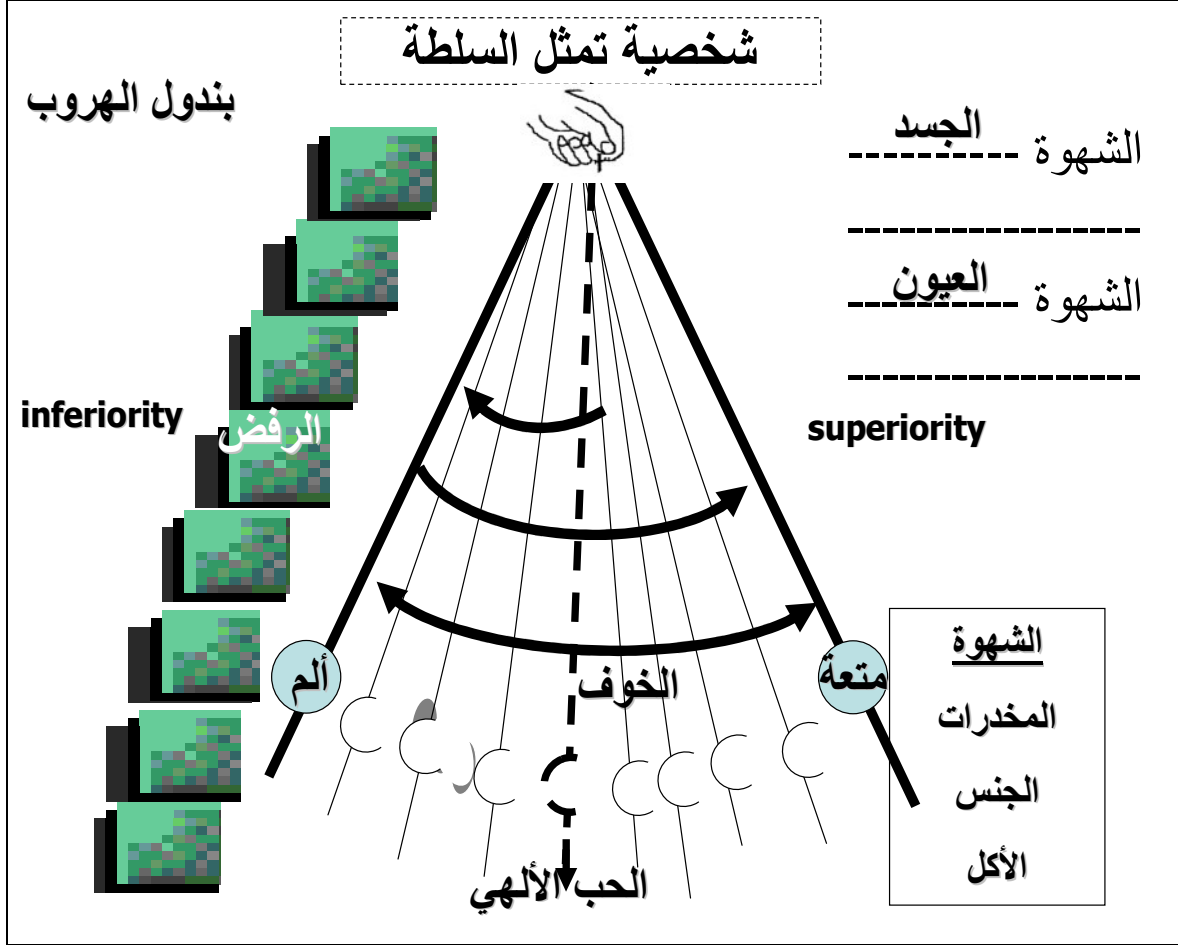 شخصية تمثل السلطة
بندول الهروب
الشهوة الجسد
الشهوة العيون
inferiority
الرفض
superiority
ألم
الخوف
متعة
الشهوة
المخدرات
الجنس
الأكل
الحب الألهي